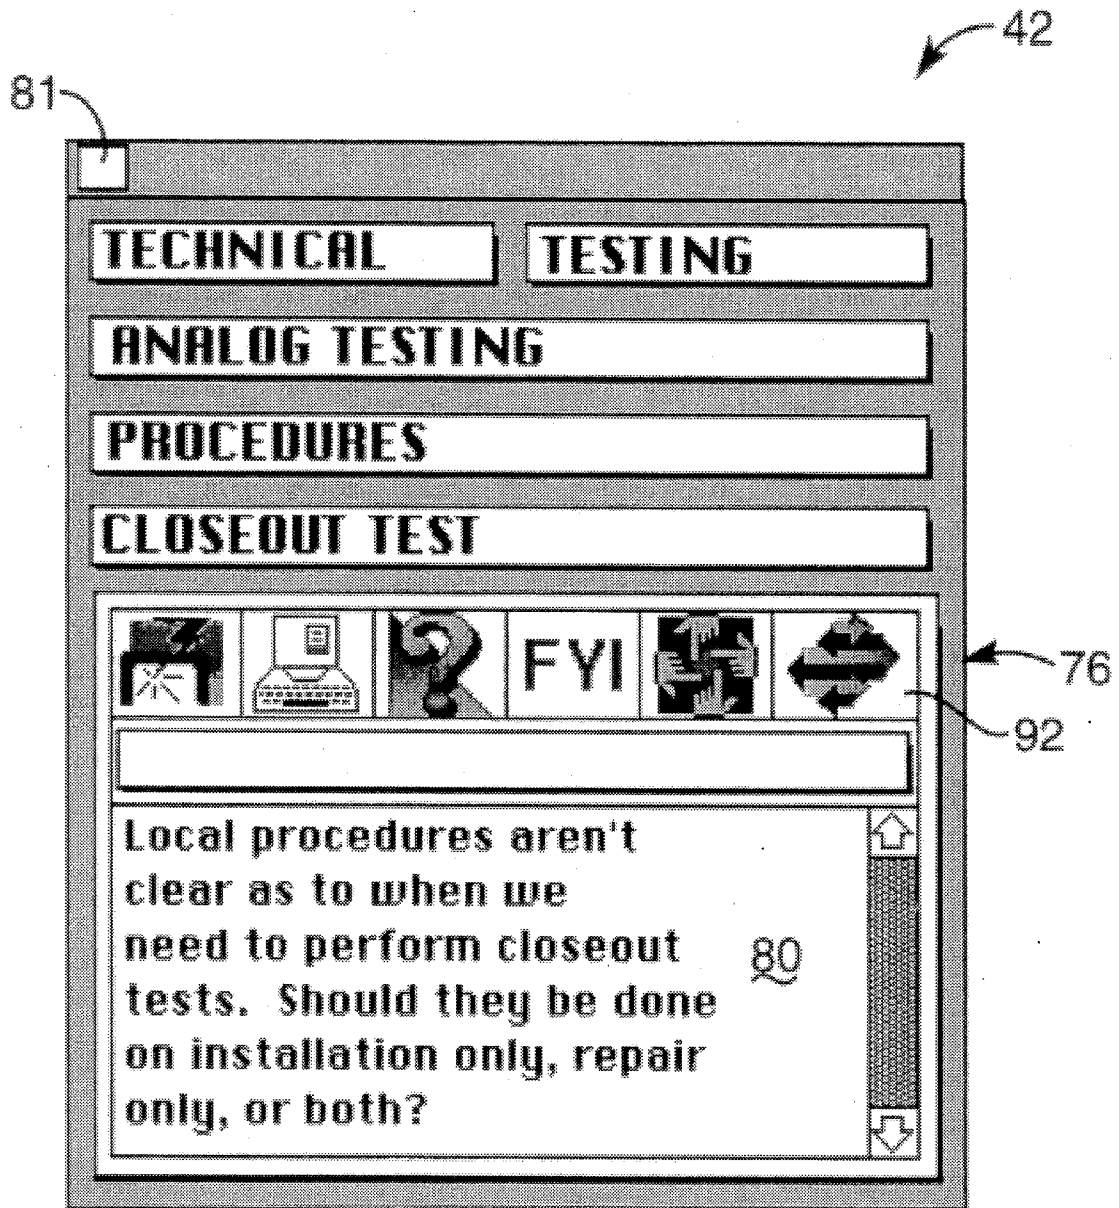 42
81
TECHNICAL TESTING
ANALOG TESTING
PROCEDURES
CLOSEOUT TEST
FYI
76
92
Local procedures aren't
clear as to when we
need to perform closeout
80
tests.  Should they be done
on installation only, repair
only, or both?